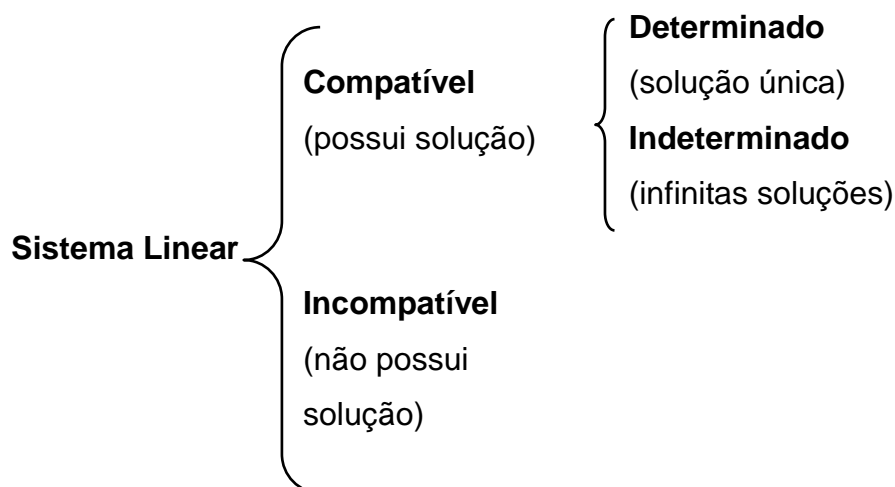 Sistema Linear
Compatível
(possui solução)
Determinado
(solução única)
Indeterminado
(infinitas soluções)
Incompatível
(não possui
solução)